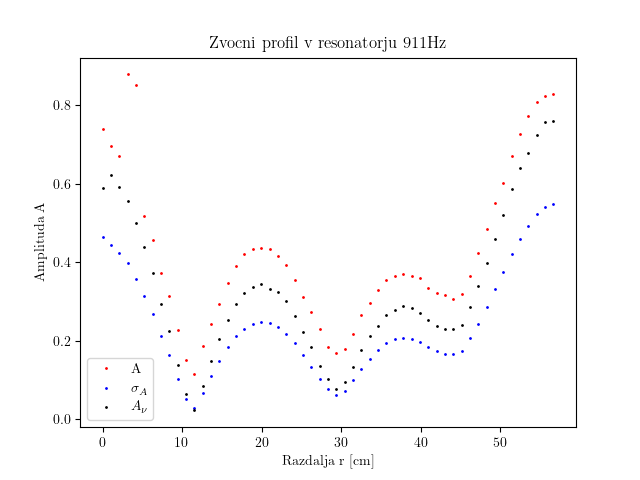 Zvocni profil v resonatorju 911Hz
Amplituda A
0.8
0.6
0.4
0.2
0.0
A
σ_A
A_ν
0 10 20 30 40 50
Razdalja r [cm]